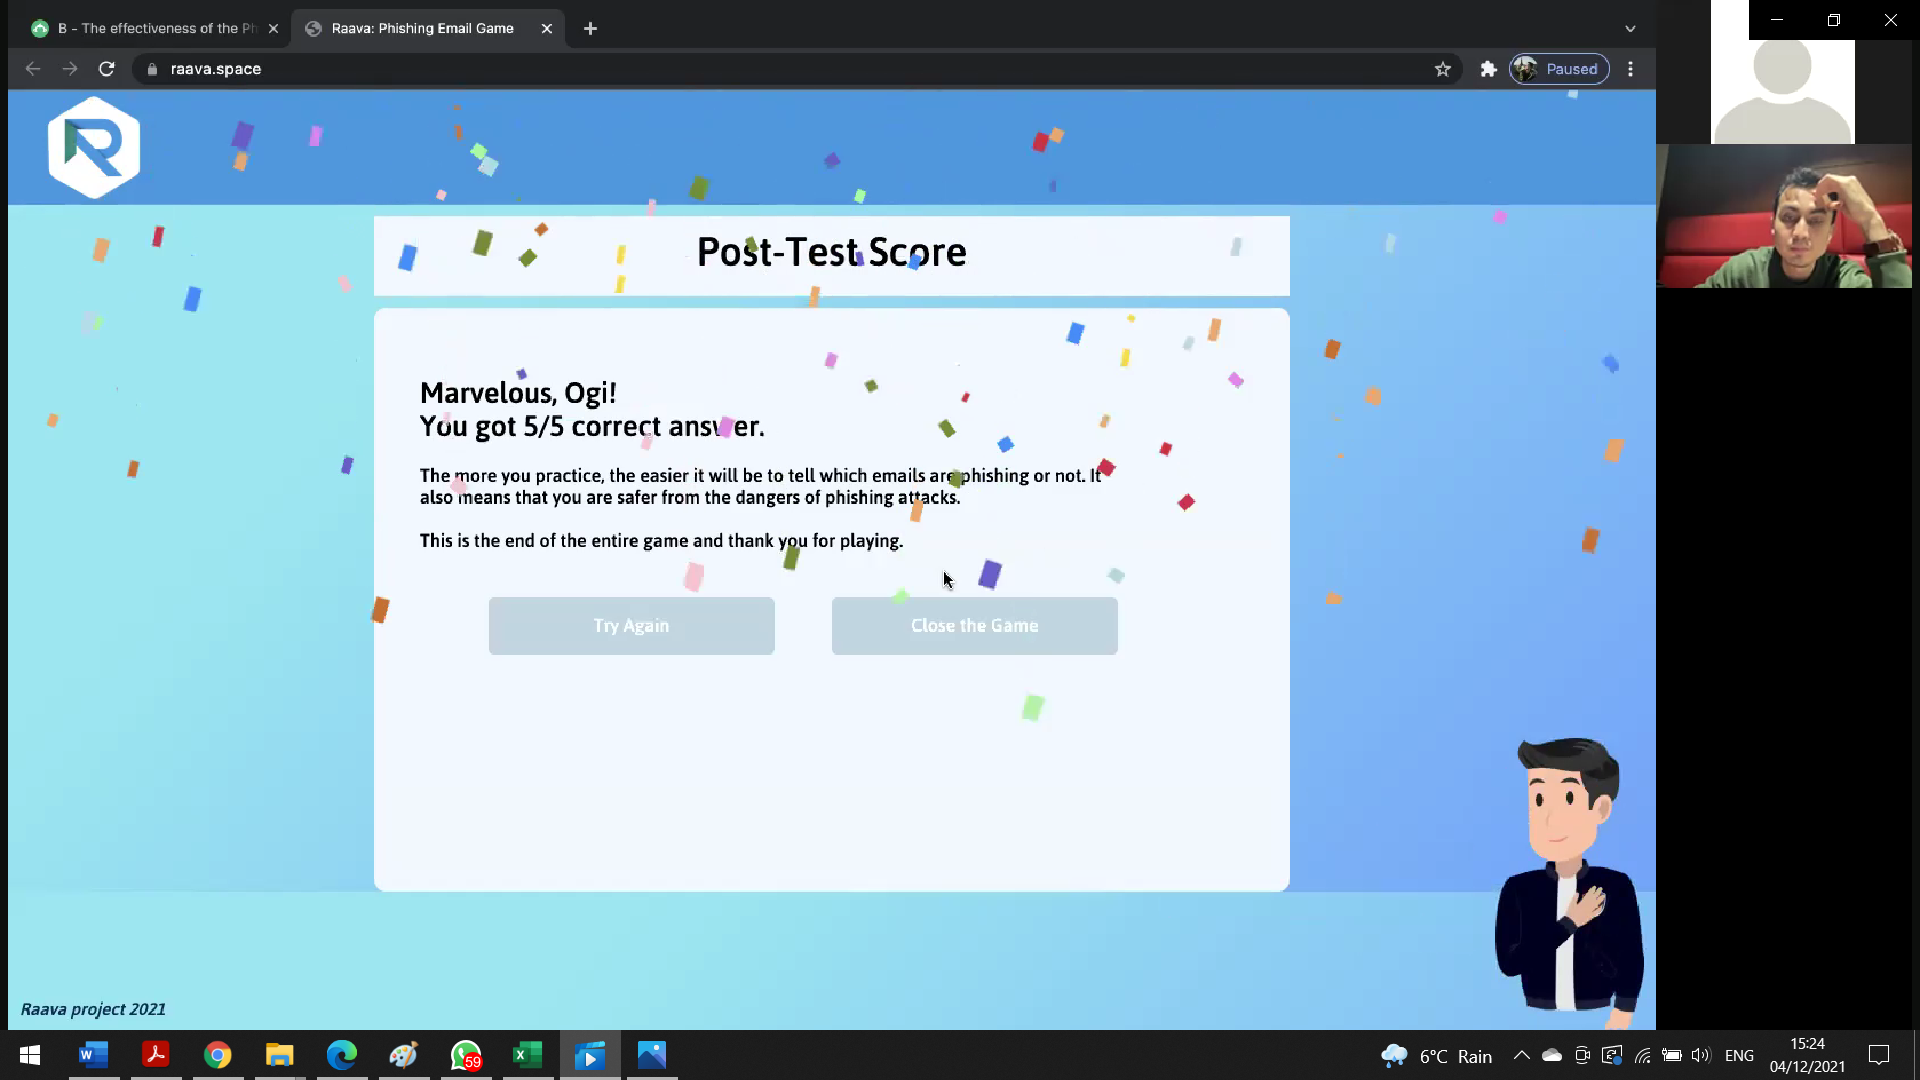 B - The effectiveness of the Ph
Raava: Phishing Email Game
raava.space
Paused
Post-Test Score
Marvelous, Ogi!
You got 5/5 correct answer.
The more you practice, the easier it will be to tell which emails are phishing or not. It
also means that you are safer from the dangers of phishing attacks.
This is the end of the entire game and thank you for playing.
Try Again
Close the Game
Raava project 2021
59
6°C Rain
ENG
15:24
04/12/2021